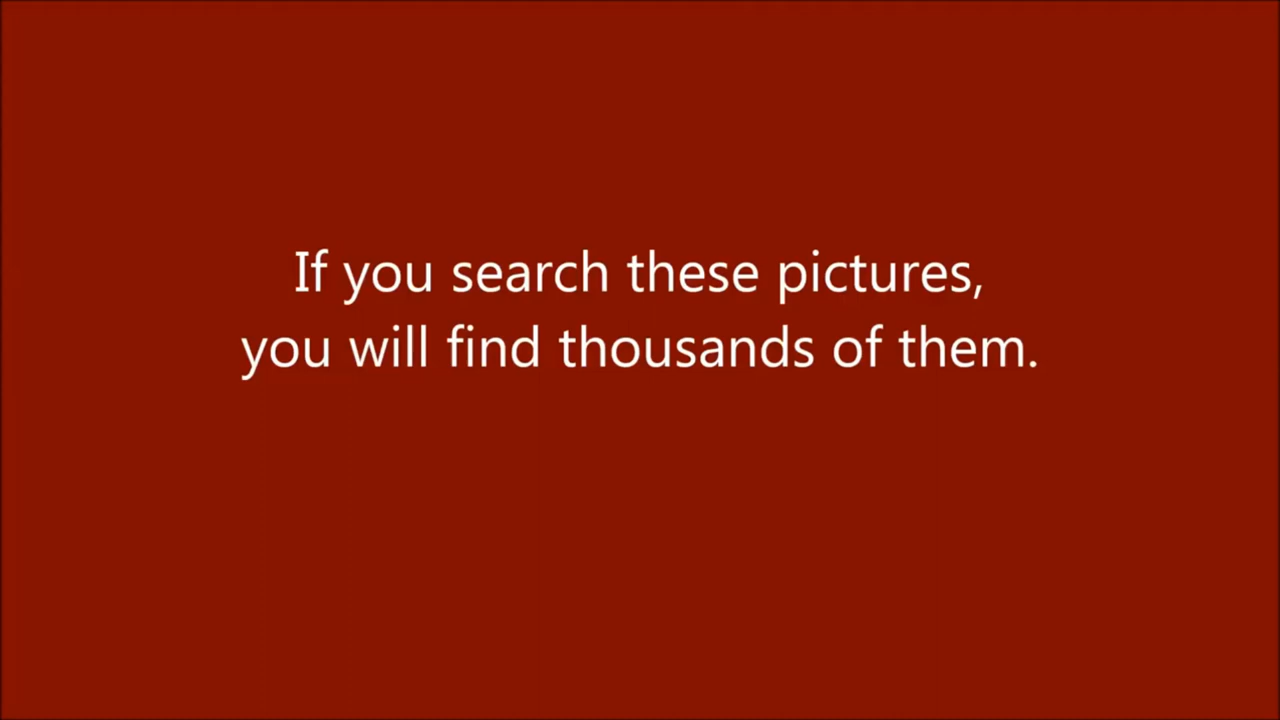 If you search these pictures,
you will find thousands of them.